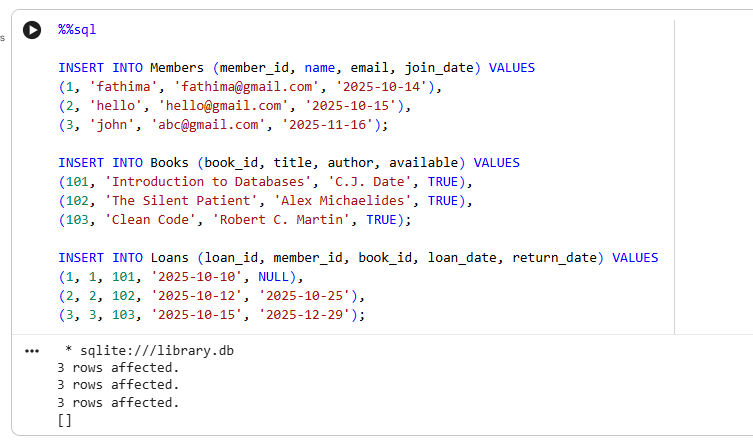 s
%%sql
INSERT INTO Members (member_id, name, email, join_date) VALUES
(1, 'fathima', 'fathima@gmail.com', '2025-10-14'),
(2, 'hello', 'hello@gmail.com', '2025-10-15'),
(3, 'john', 'abc@gmail.com', '2025-11-16');
INSERT INTO Books (book_id, title, author, available) VALUES
(101, 'Introduction to Databases', 'C.J. Date', TRUE),
(102, 'The Silent Patient', 'Alex Michaelides', TRUE),
(103, 'Clean Code', 'Robert C. Martin', TRUE);
INSERT INTO Loans (loan_id, member_id, book_id, loan_date, return_date) VALUES
(1, 1, 101, '2025-10-10', NULL),
(2, 2, 102, '2025-10-12', '2025-10-25'),
(3, 3, 103, '2025-10-15', '2025-12-29');
* sqlite:///library.db
3 rows affected.
3 rows affected.
3 rows affected.
[]